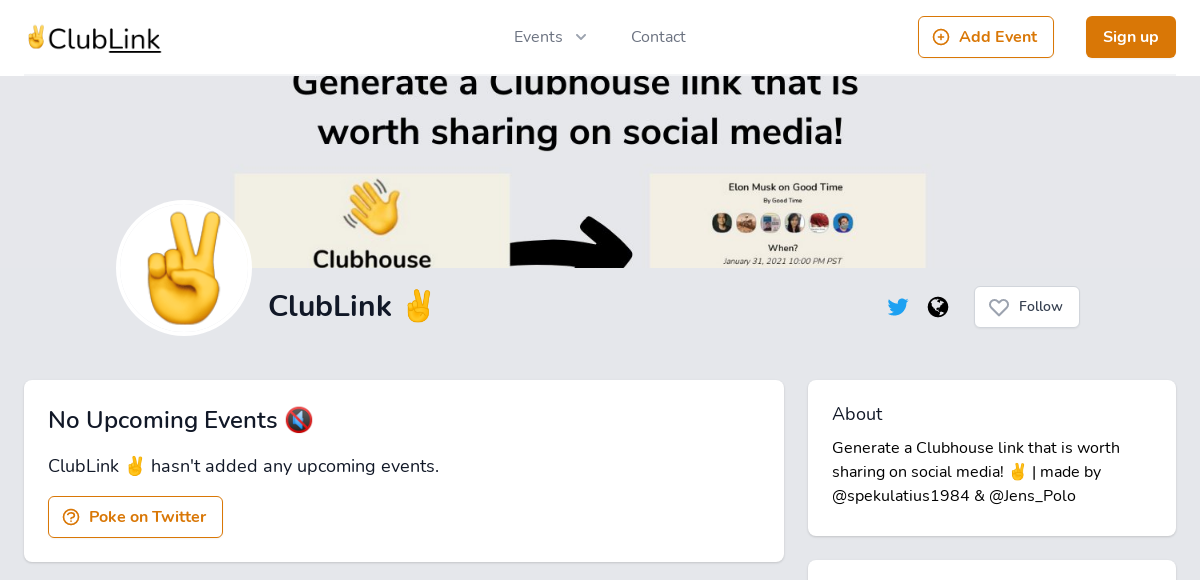 ✌️ClubLink
Events
Contact
Add Event
Sign up
Generate a Clubhouse link that is
worth sharing on social media!
👋
Clubhouse
Elon Musk on Good Time
By Good Time
When?
January 31, 2021 10:00 PM PST
ClubLink ✌️
Follow
No Upcoming Events 🔇
ClubLink ✌️ hasn't added any upcoming events.
Poke on Twitter
About
Generate a Clubhouse link that is worth
sharing on social media! ✌️ | made by
@spekulatius1984 & @Jens_Polo